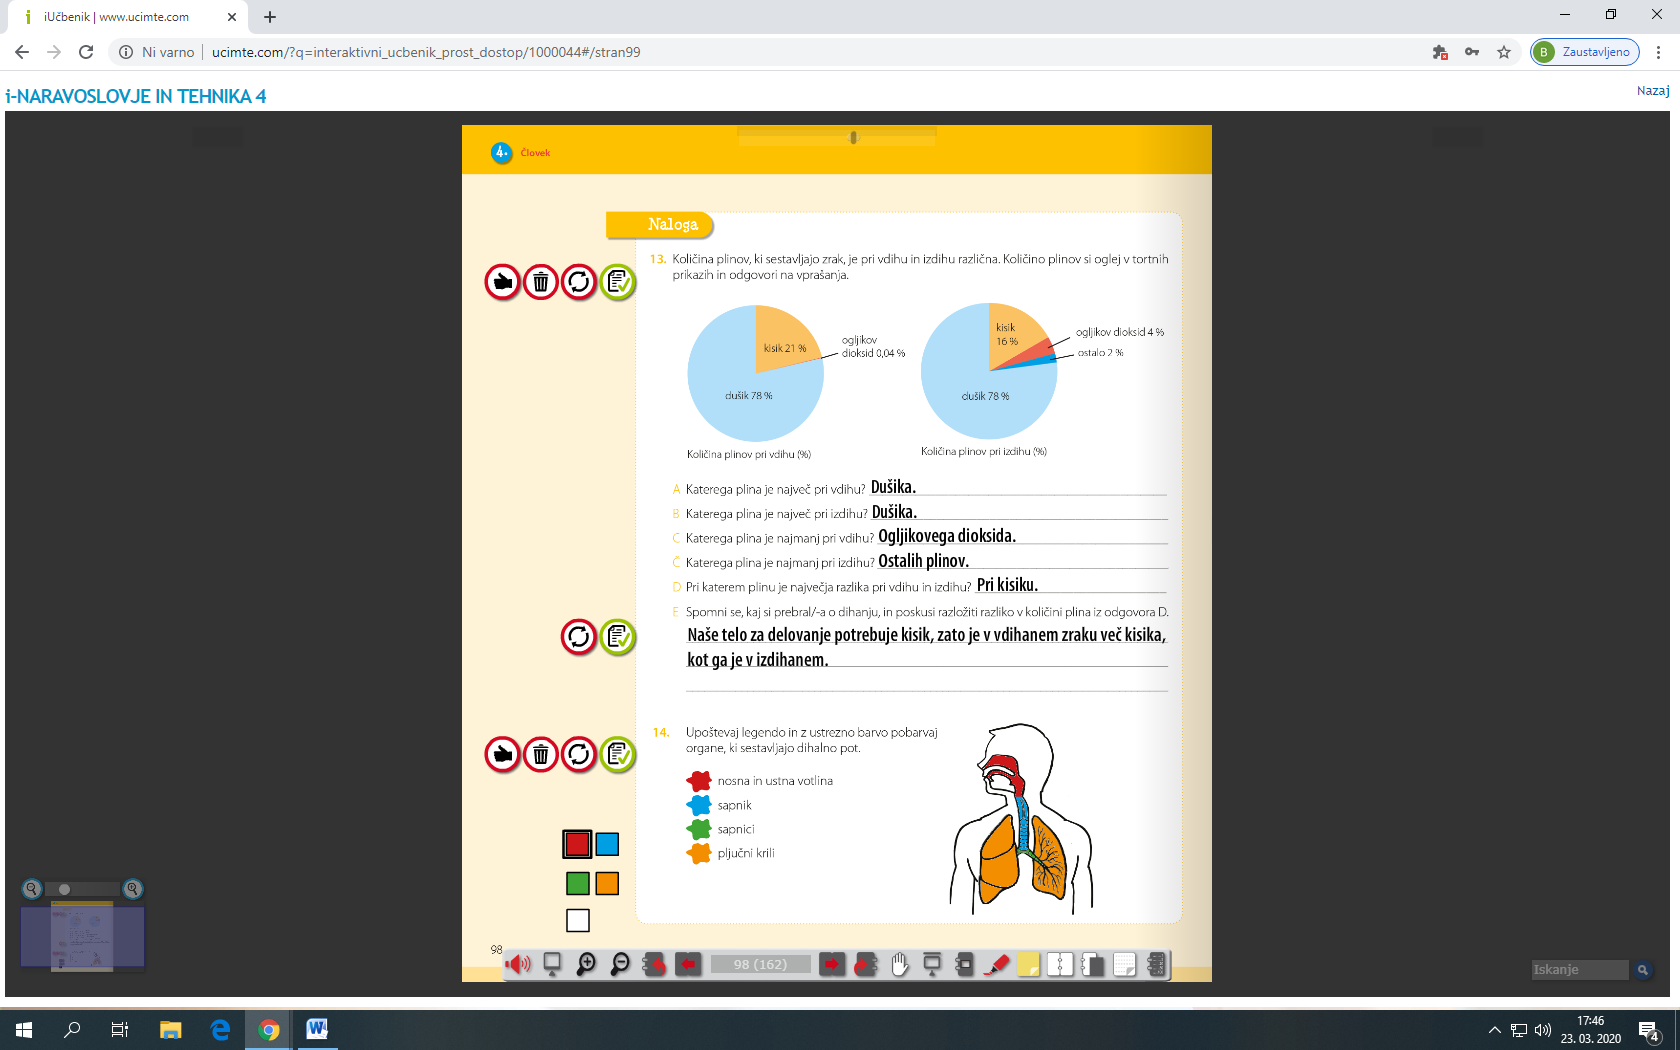 iUčbenik | www.ucimte.com
Ni varno
ucimte.com/?q=interaktivni_ucbenik_prost_dostop/1000044#/stran99
B Zaustavljeno
i-NARAVOSLOVJE IN TEHNIKA 4
Nazaj
4. Človek
Naloga
13. Količina plinov, ki sestavljajo zrak, je pri vdihu in izdihu različna. Količino plinov si oglej v tortnih
prikazih in odgovori na vprašanja.
kisik 21 %
ogljikov
dioksid 0,04 %
dušik 78 %
Količina plinov pri vdihu (%)
kisik
16 %
ogljikov dioksid 4 %
ostalo 2 %
dušik 78 %
Količina plinov pri izdihu (%)
A Katerega plina je največ pri vdihu? Dušika.
B Katerega plina je največ pri izdihu? Dušika.
C Katerega plina je najmanj pri vdihu? Ogljikovega dioksida.
Č Katerega plina je najmanj pri izdihu? Ostalih plinov.
D Pri katerem plinu je največja razlika pri vdihu in izdihu? Pri kisiku.
E Spomni se, kaj si prebral/-a o dihanju, in poskusi razložiti razliko v količini plina iz odgovora D.
Naše telo za delovanje potrebuje kisik, zato je v vdihanem zraku več kisika,
kot ga je v izdihanem.
14. Upoštevaj legendo in z ustrezno barvo pobarvaj
organe, ki sestavljajo dihalno pot.
nosna in ustna votlina
sapnik
sapnici
pljučni krili
98
98 (162)
Iskanje
17:46
23. 03. 2020
4